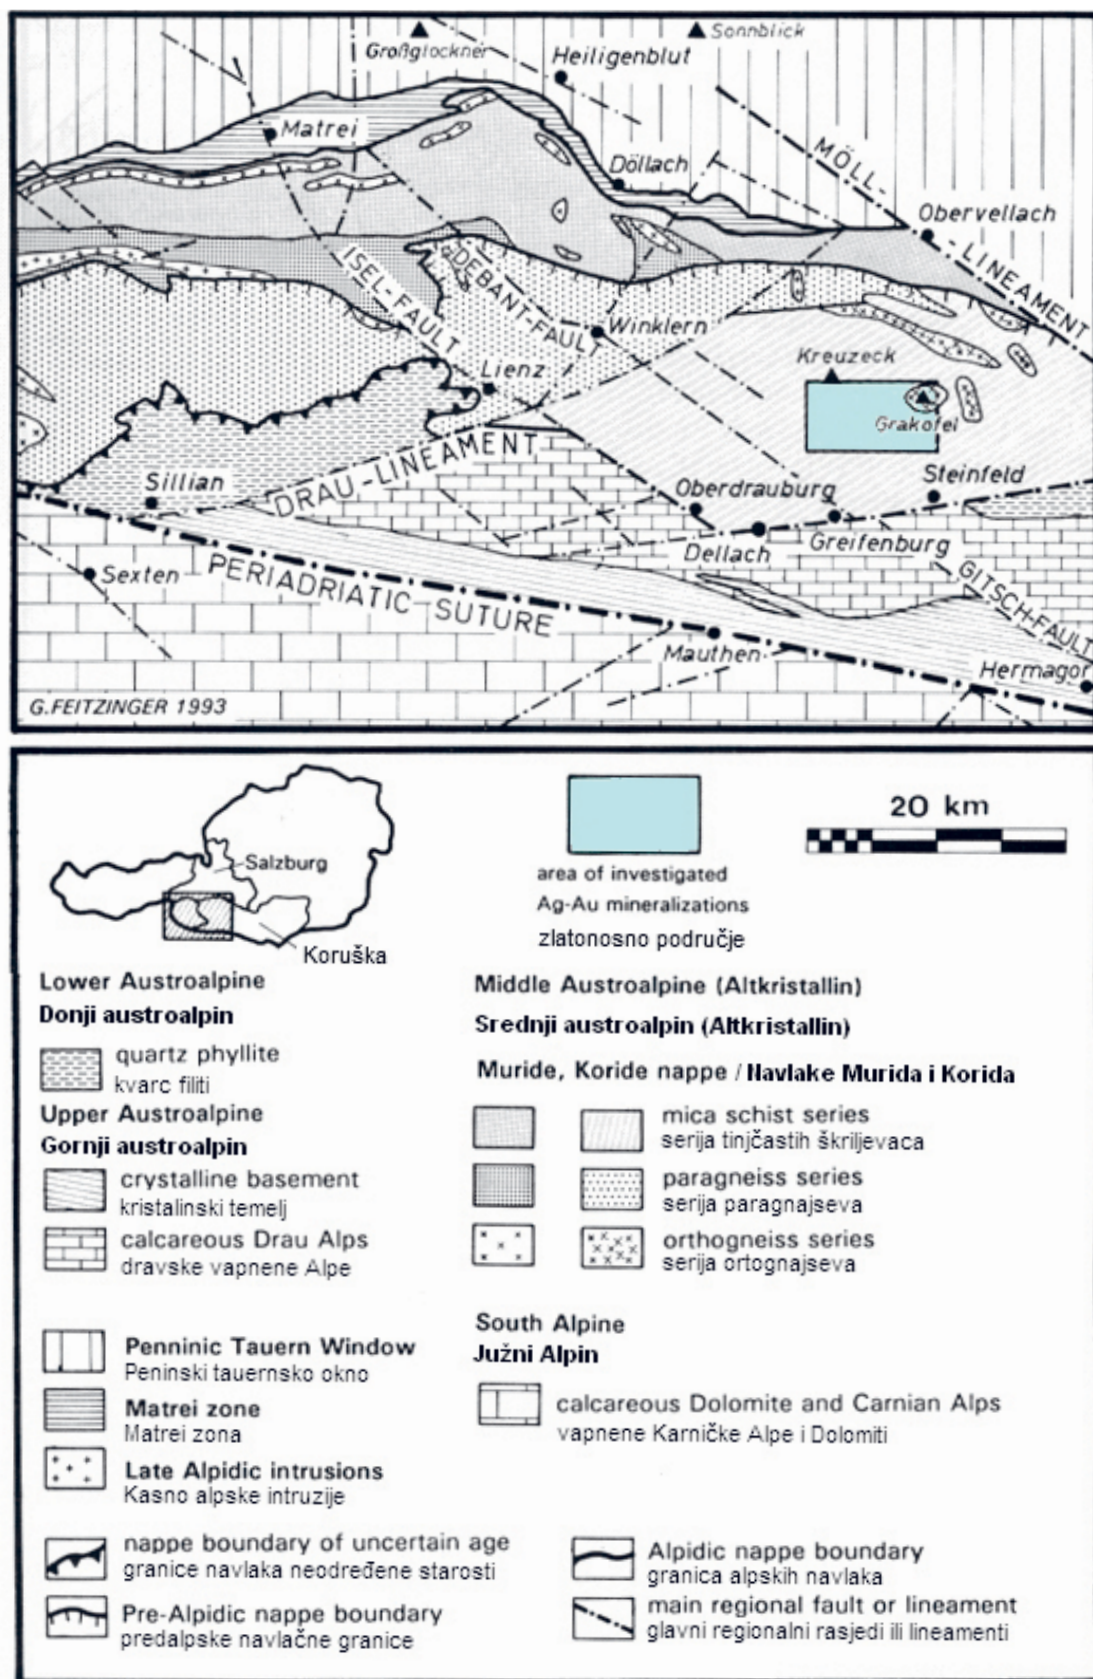 Großglockner
Sonnblick
Heiligenblut
Matrei
Döllach
MÖLL-
LINEAMENT
Obervellach
ISEL-FAULT
DEBANT-FAULT
Winklern
Lienz
Kreuzeck
Grakofel
Sillian
DRAU-LINEAMENT
Oberdrauburg
Steinfeld
Dellach
Greifenburg
Sexten
PERIADRIATIC SUTURE
GITSCH-FAULT
Mauthen
Hermagor
G.FEITZINGER 1993
20 km
Salzburg
Koruška
area of investigated
Ag-Au mineralizations
zlatonosno područje
Lower Austroalpine
Donji austroalpin
quartz phyllite
kvarc filiti
Upper Austroalpine
Gornji austroalpin
crystalline basement
kristalinski temelj
calcareous Drau Alps
dravske vapnene Alpe
Middle Austroalpine (Altkristallin)
Srednji austroalpin (Altkristallin)
Muride, Koride nappe / Navlake Murida i Korida
mica schist series
serija tinjčastih škriljevaca
paragneiss series
serija paragnajseva
orthogneiss series
serija ortognajseva
Penninic Tauern Window
Peninski tauernsko okno
Matrei zone
Matrei zona
Late Alpidic intrusions
Kasno alpske intruzije
South Alpine
Južni Alpin
calcareous Dolomite and Carnian Alps
vapnene Karničke Alpe i Dolomiti
nappe boundary of uncertain age
granice navlaka neodređene starosti
Pre-Alpidic nappe boundary
predalpske navlačne granice
Alpidic nappe boundary
granica alpskih navlaka
main regional fault or lineament
glavni regionalni rasjedi ili lineamenti